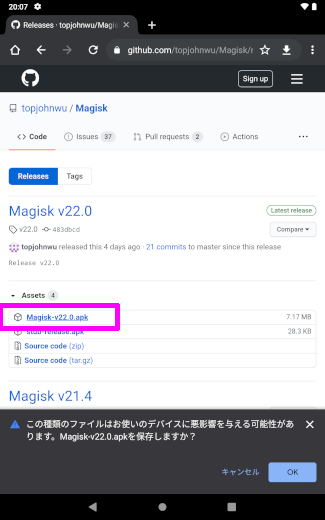 20:07
Releases · topjohnwu/Magisk
github.com/topjohnwu/Magisk/r
Sign up
topjohnwu / Magisk
Code Issues 37 Pull requests 2 Actions
Releases Tags
Magisk v22.0 Latest release
v22.0 483dbcd Compare
topjohnwu released this 4 days ago · 21 commits to master since this release
Release v22.0
Assets 4
Magisk-v22.0.apk 7.17 MB
stub-release.apk 28.3 KB
Source code (zip)
Source code (tar.gz)
Magisk v21.4
この種類のファイルはお使いのデバイスに悪影響を与える可能性があ
ります。Magisk-v22.0.apkを保存しますか？
キャンセル OK